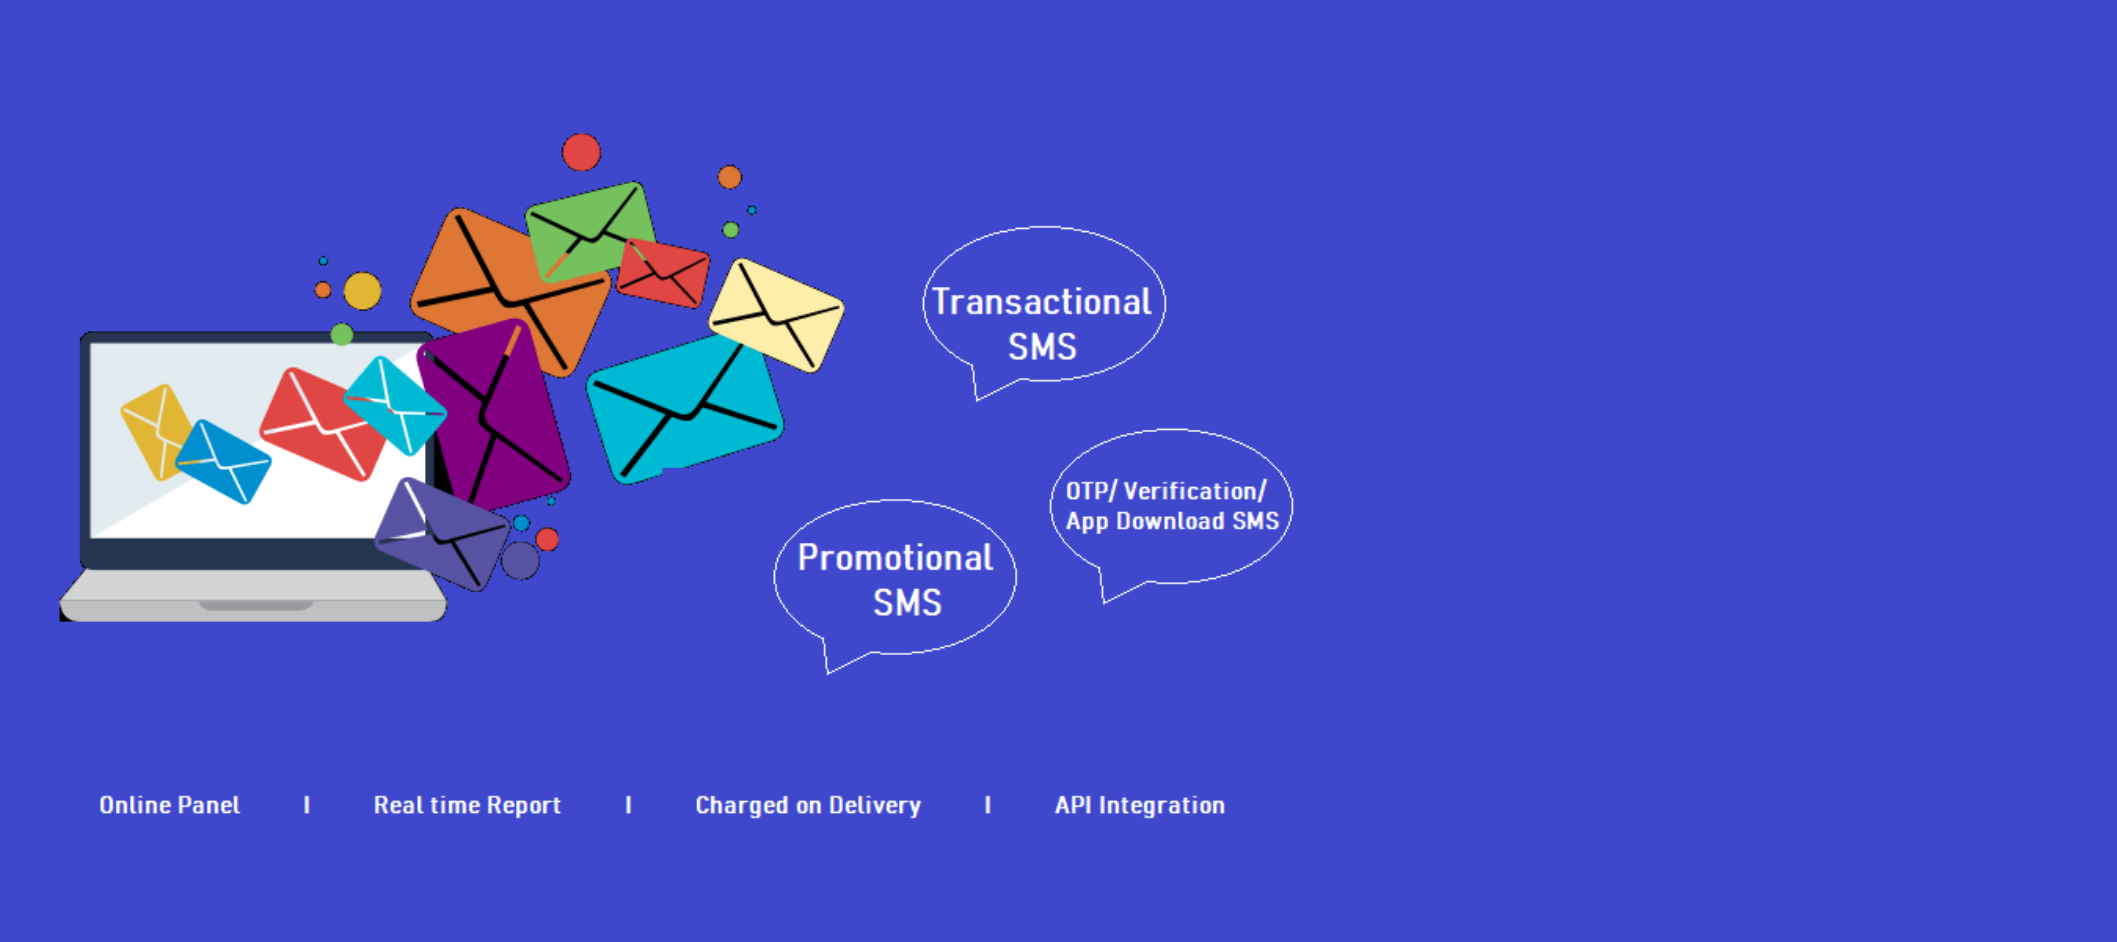 Transactional
SMS
OTP/ Verification/
App Download SMS
Promotional
SMS
Online Panel I Real time Report I Charged on Delivery I API Integration